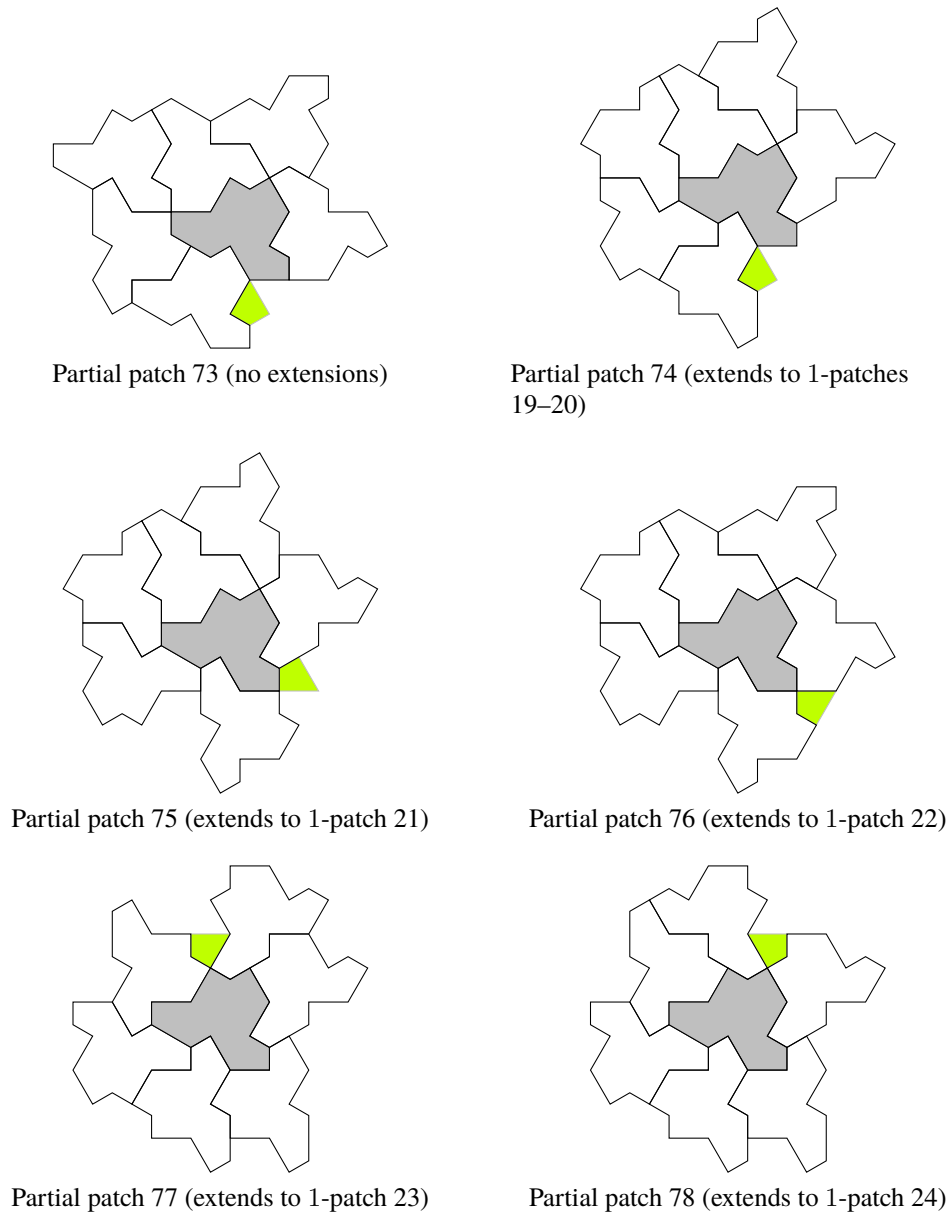 Partial patch 73 (no extensions)
Partial patch 74 (extends to 1-patches
19–20)
Partial patch 75 (extends to 1-patch 21)
Partial patch 76 (extends to 1-patch 22)
Partial patch 77 (extends to 1-patch 23)
Partial patch 78 (extends to 1-patch 24)